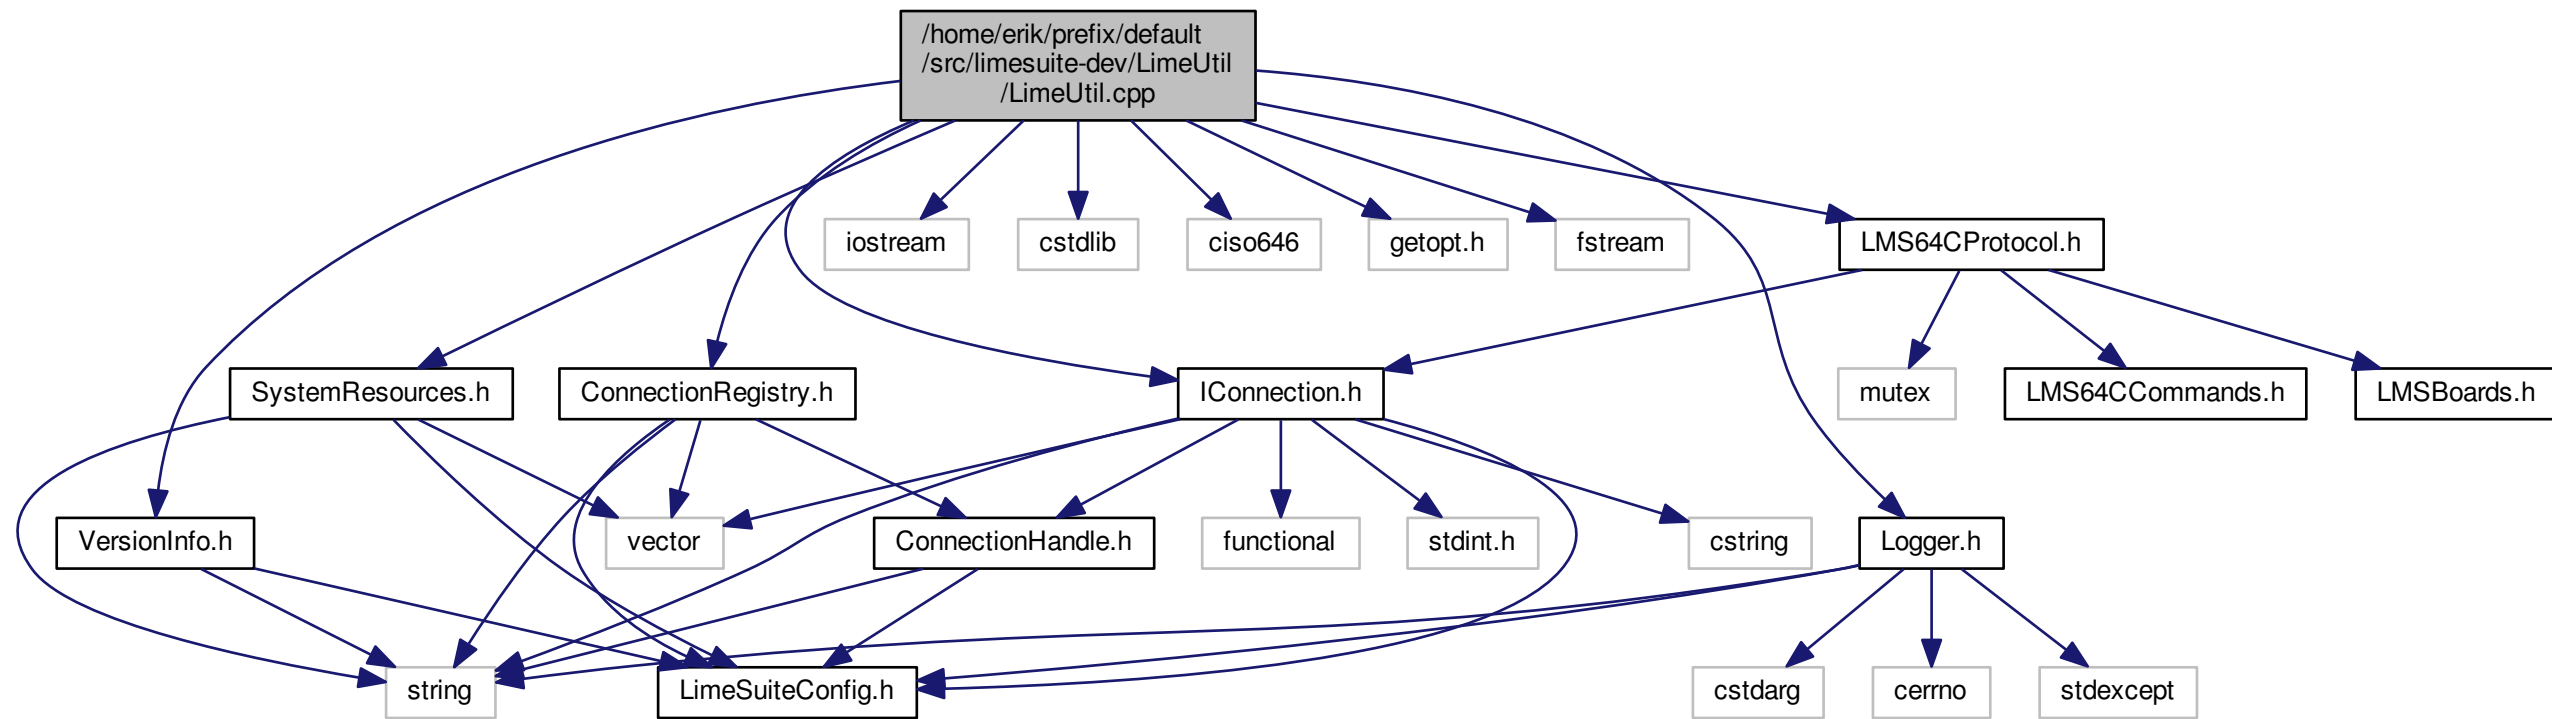 /home/erik/prefix/default
/src/limesuite-dev/LimeUtil
/LimeUtil.cpp
iostream
cstdlib
ciso646
getopt.h
fstream
LMS64CProtocol.h
SystemResources.h
ConnectionRegistry.h
IConnection.h
mutex
LMS64CCommands.h
LMSBoards.h
VersionInfo.h
vector
ConnectionHandle.h
functional
stdint.h
cstring
Logger.h
string
LimeSuiteConfig.h
cstdarg
cerrno
stdexcept